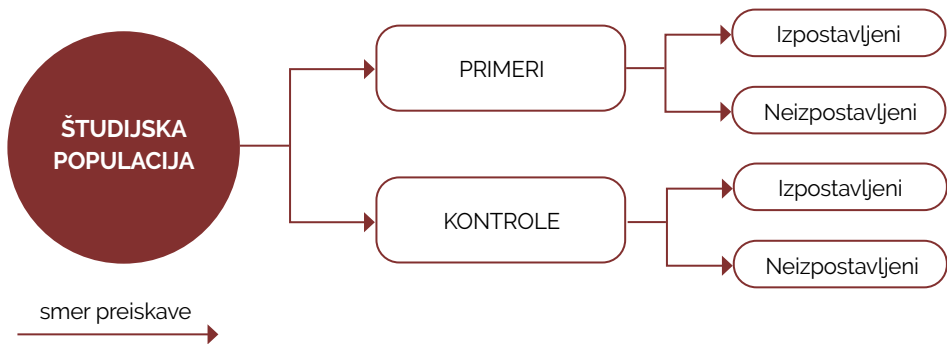 ŠTUDIJSKA
POPULACIJA
PRIMERI
Izpostavljeni
Neizpostavljeni
KONTROLE
Izpostavljeni
Neizpostavljeni
smer preiskave